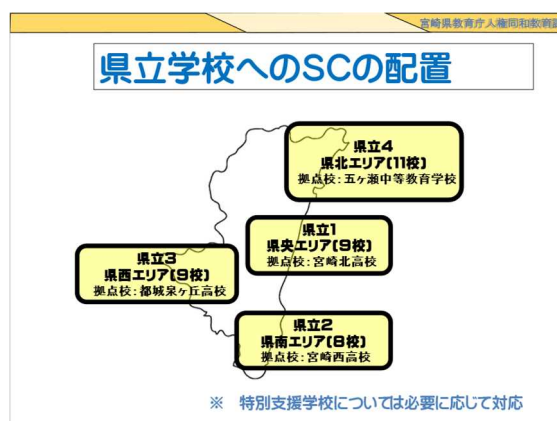 宮崎県教育庁人権同和教育課
県立学校へのSCの配置
県立4
県北エリア(11校)
拠点校:五ヶ瀬中等教育学校
県立1
県央エリア(9校)
拠点校:宮崎北高校
県立3
県西エリア(9校)
拠点校:都城泉ヶ丘高校
県立2
県南エリア(8校)
拠点校:宮崎西高校
※ 特別支援学校については必要に応じて対応